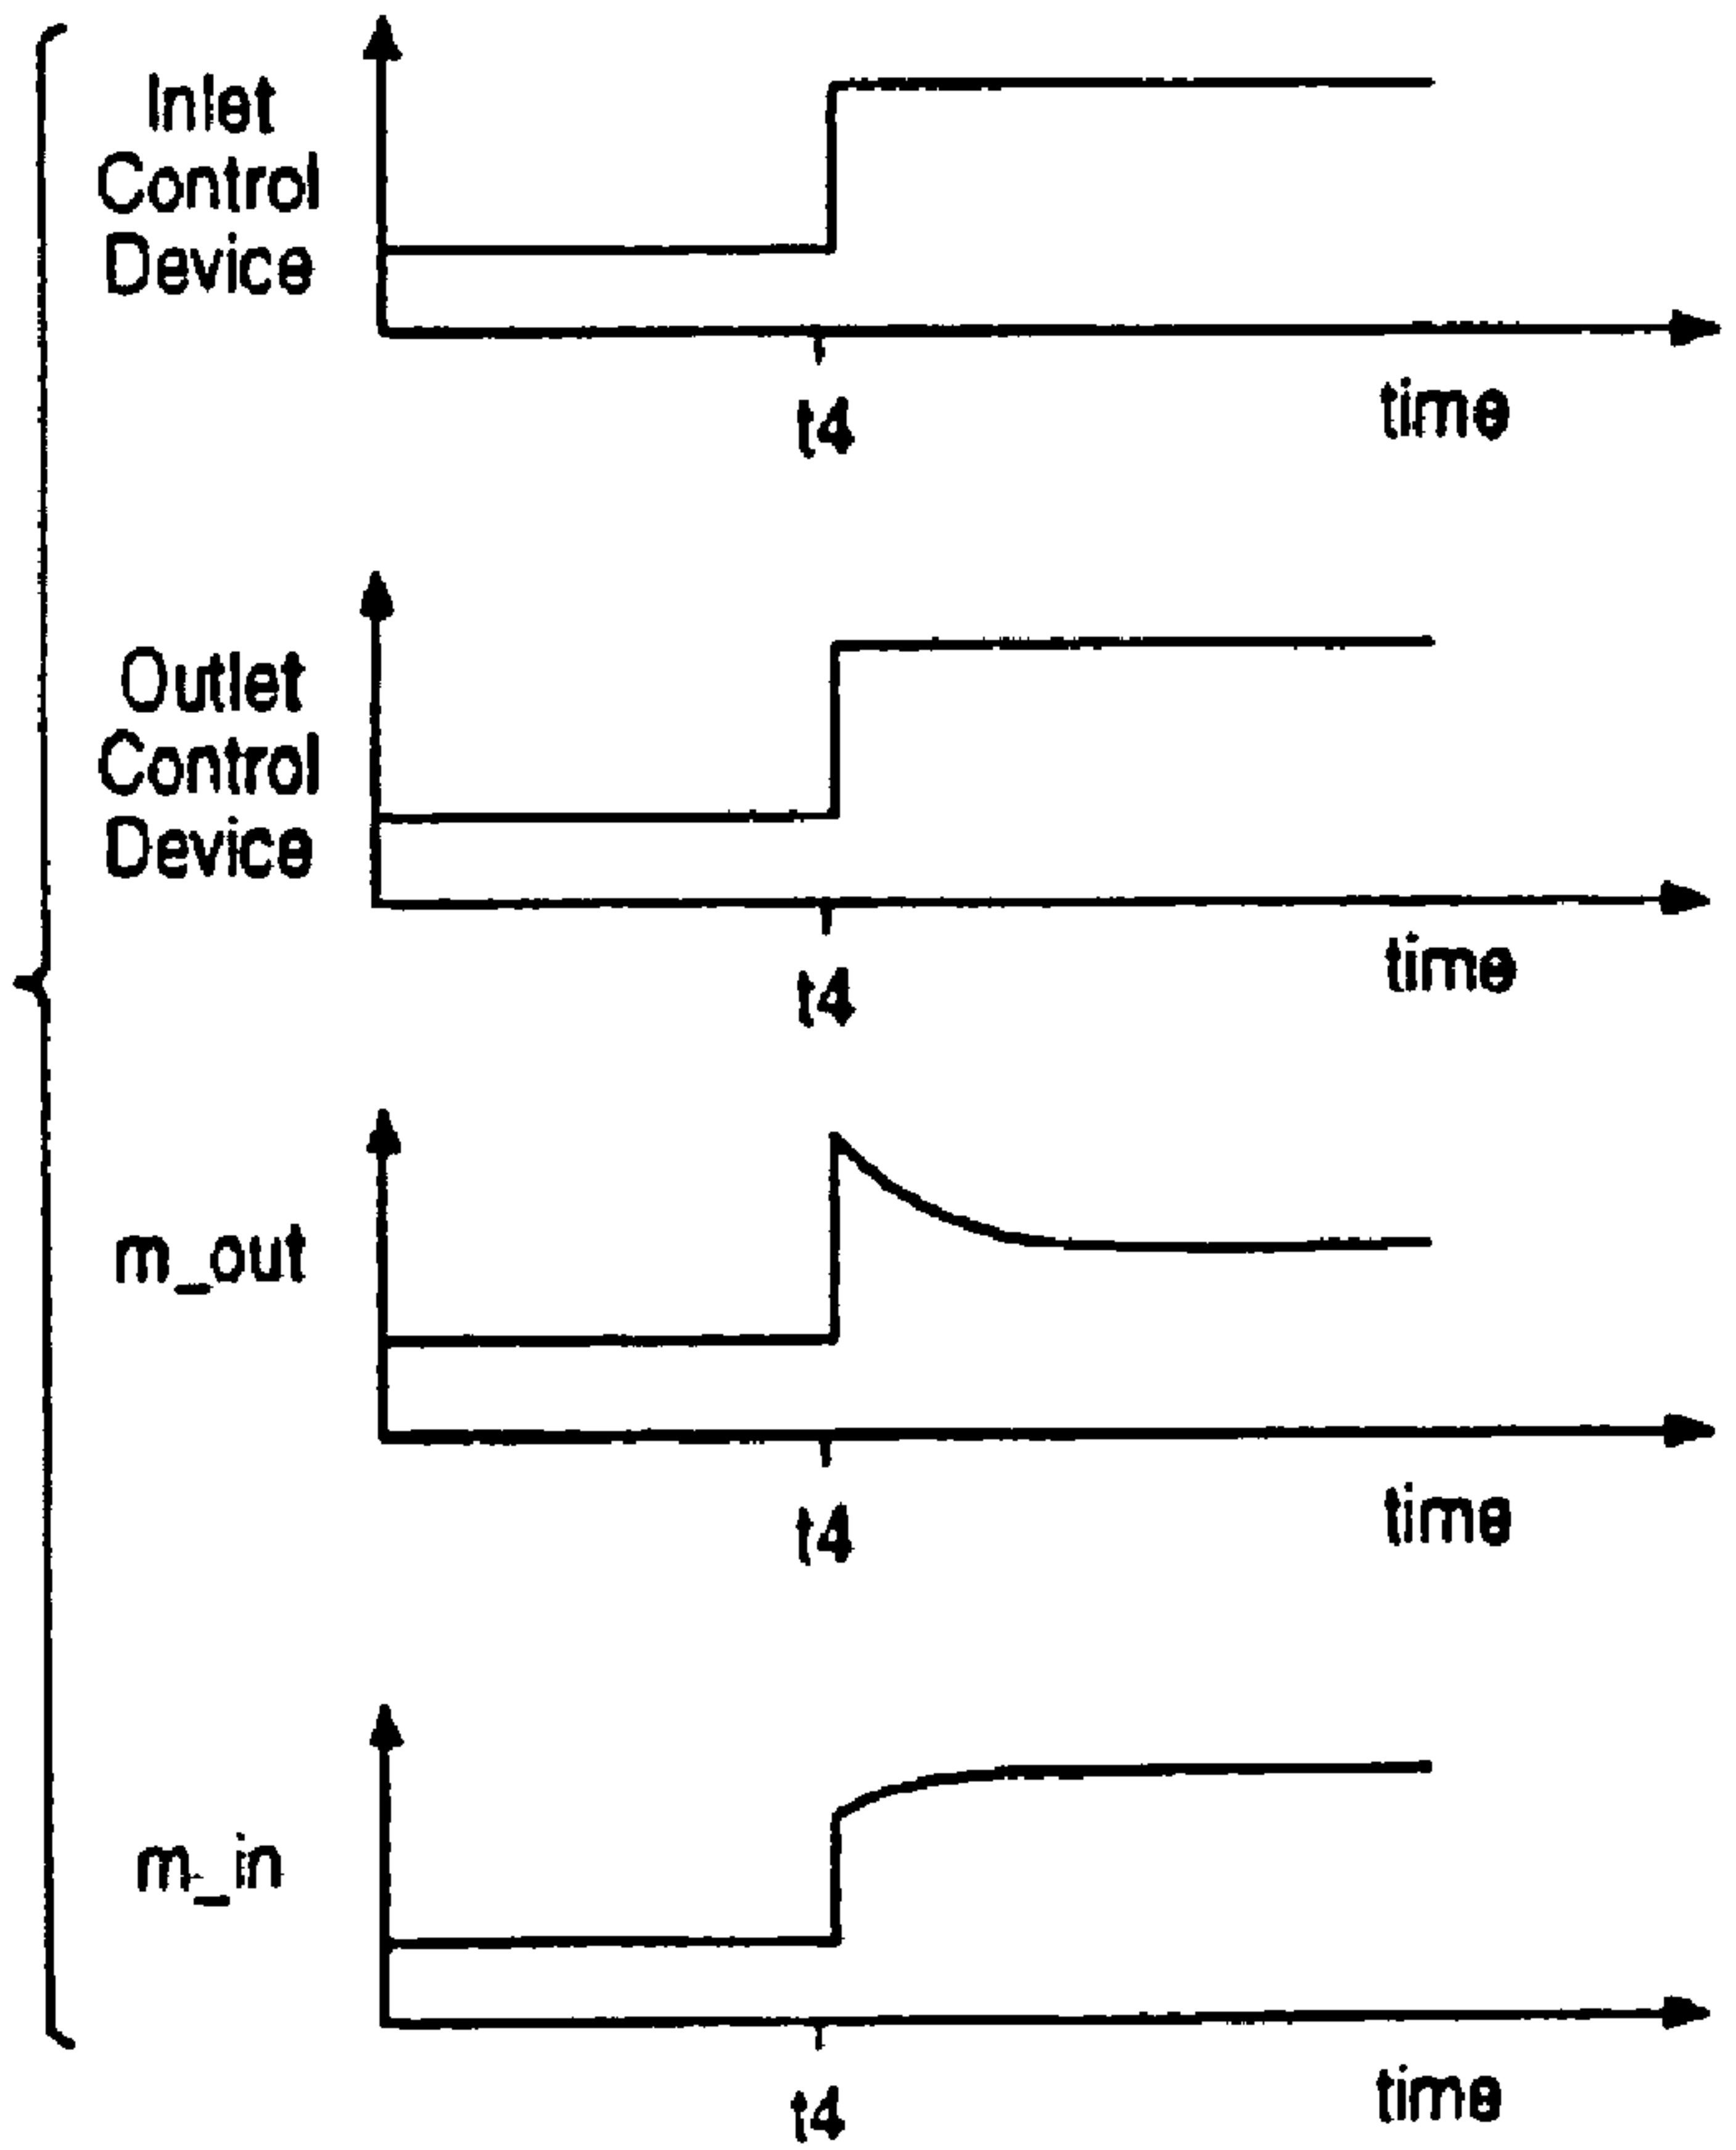 Inlet
Control
Device
t4
time
Outlet
Control
Device
t4
time
m_out
t4
time
m_in
t4
time